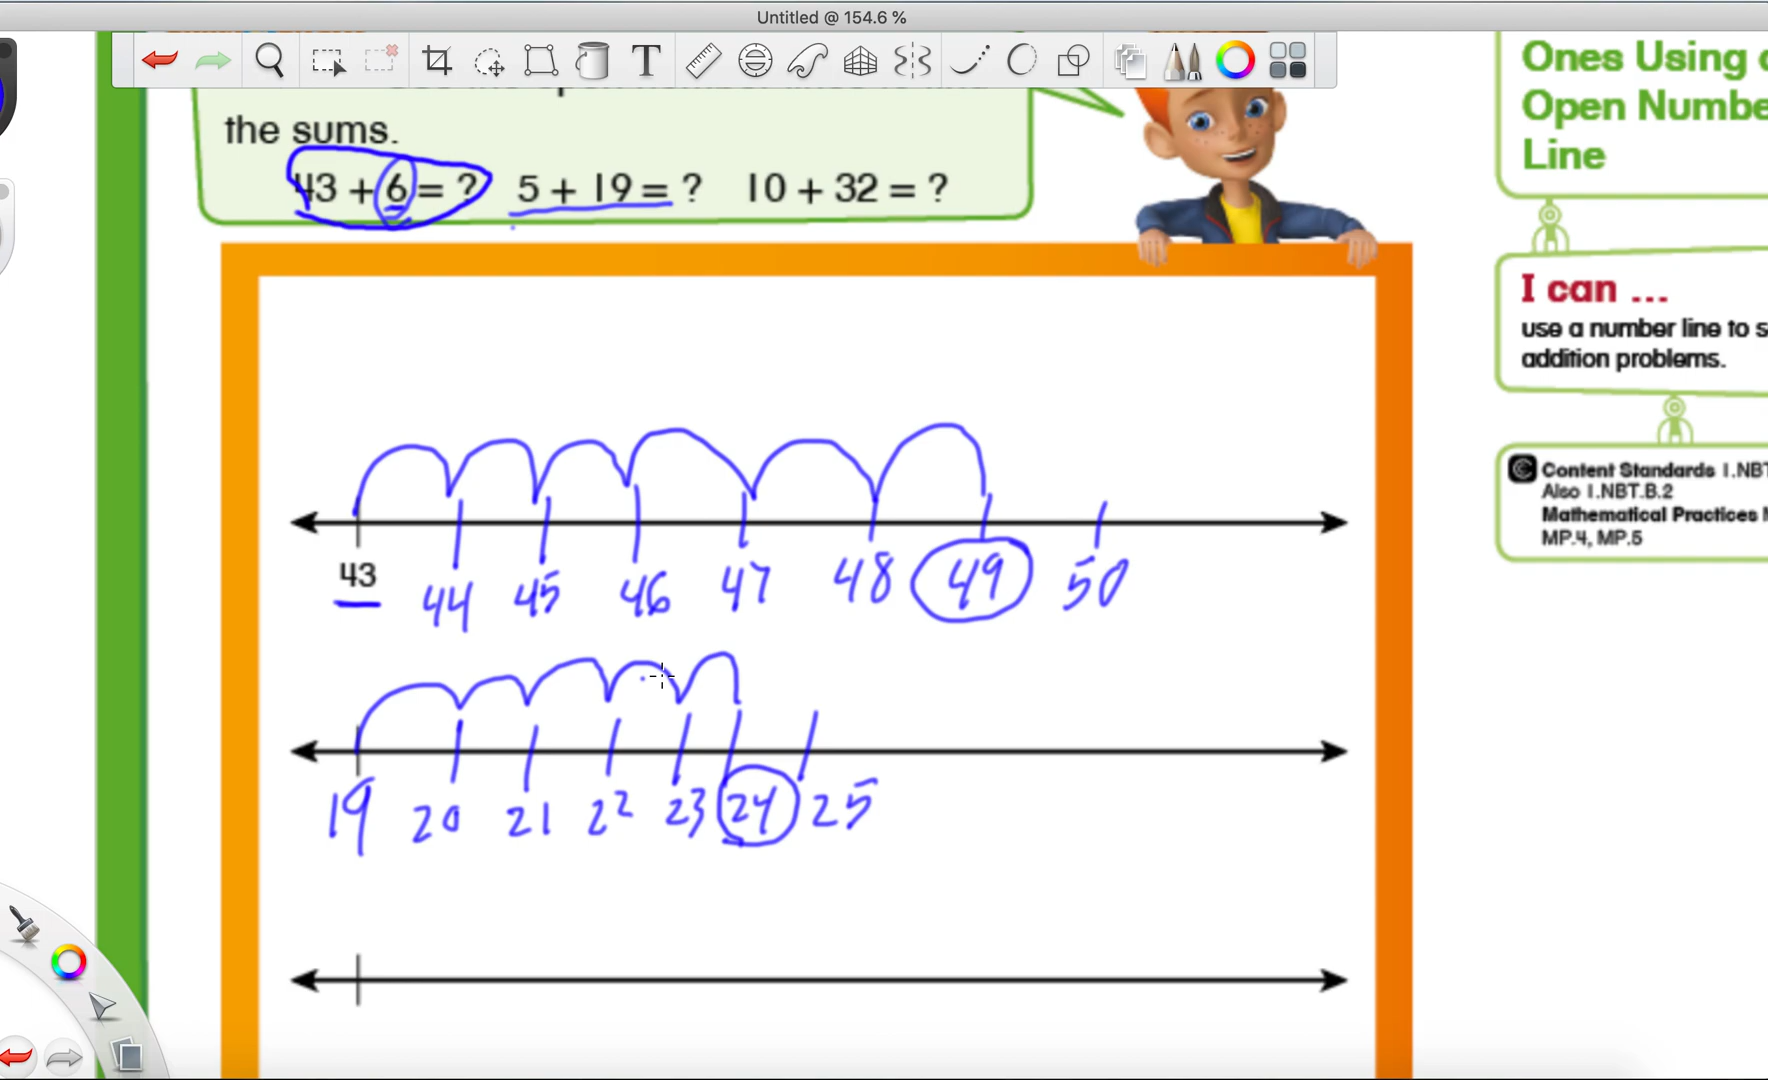 Untitled @ 154.6 %
T
the sums.
43 + 6 = ? 5 + 19 = ? 10 + 32 = ?
43 44 45 46 47 48 49 50
19 20 21 22 23 24 25
Ones Using
Open Numbe
Line
I can ...
use a number line to s
addition problems.
C Content Standards 1.NBT
Also 1.NBT.B.2
Mathematical Practices
MP.4, MP.5